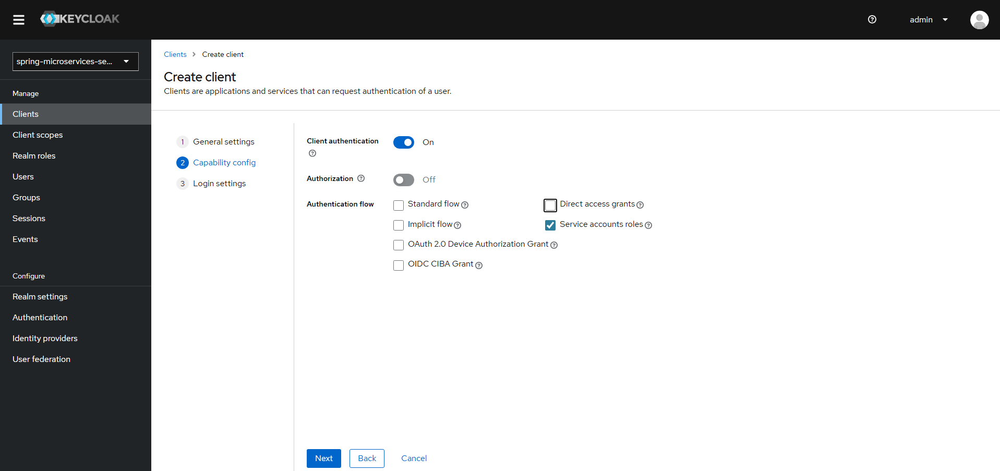 KEYCLOAK
admin
spring-microservices-se...
Manage
Clients
Client scopes
Realm roles
Users
Groups
Sessions
Events
Configure
Realm settings
Authentication
Identity providers
User federation
Clients > Create client
Create client
Clients are applications and services that can request authentication of a user.
1 General settings
2 Capability config
3 Login settings
Client authentication On
Authorization Off
Authentication flow
Standard flow
Direct access grants
Implicit flow
Service accounts roles
OAuth 2.0 Device Authorization Grant
OIDC CIBA Grant
Next
Back
Cancel